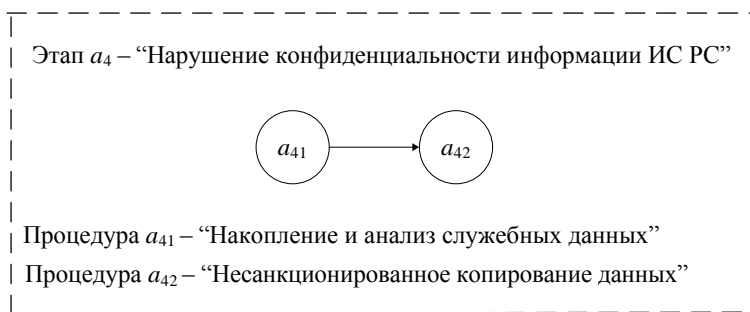 Этап a4 – “Нарушение конфиденциальности информации ИС РС”
a41 a42
Процедура a41 – “Накопление и анализ служебных данных”
Процедура a42 – “Несанкционированное копирование данных”